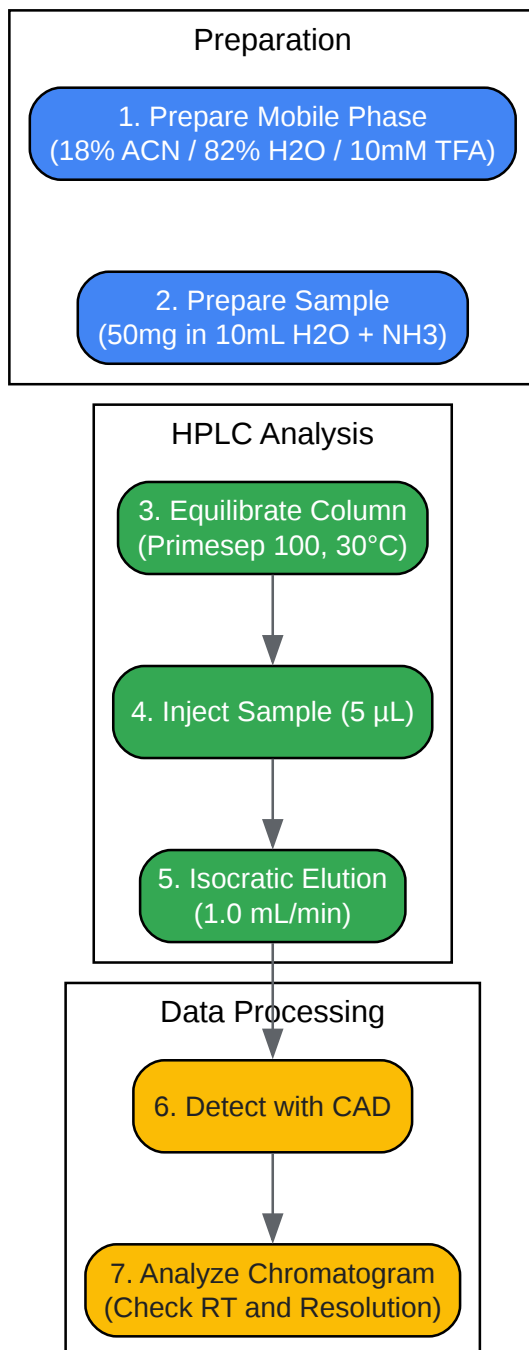 Preparation
1. Prepare Mobile Phase
(18% ACN / 82% H2O / 10mM TFA)
2. Prepare Sample
(50mg in 10mL H2O + NH3)
HPLC Analysis
3. Equilibrate Column
(Primesep 100, 30°C)
4. Inject Sample (5 µL)
5. Isocratic Elution
(1.0 mL/min)
Data Processing
6. Detect with CAD
7. Analyze Chromatogram
(Check RT and Resolution)